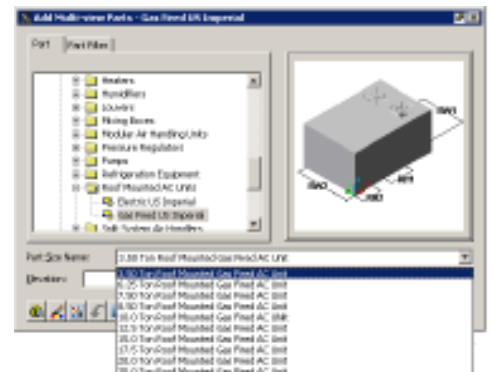 Add Multi-view Parts - Gas Fired US Imperial
Part
Part Filter
Heaters
Humidifiers
Louvers
Mixing Boxes
Modular Air Handling Units
Pressure Regulators
Pumps
Refrigeration Equipment
Roof Mounted AC Units
Electric US Imperial
Gas Fired US Imperial
Split System Air Handlers
Part Size Name:
3.50 Ton Roof Mounted Gas Fired AC Unit
Elevation:
3.50 Ton Roof Mounted Gas Fired AC Unit
6.25 Ton Roof Mounted Gas Fired AC Unit
7.50 Ton Roof Mounted Gas Fired AC Unit
8.50 Ton Roof Mounted Gas Fired AC Unit
10.0 Ton Roof Mounted Gas Fired AC Unit
12.5 Ton Roof Mounted Gas Fired AC Unit
15.0 Ton Roof Mounted Gas Fired AC Unit
17.5 Ton Roof Mounted Gas Fired AC Unit
20.0 Ton Roof Mounted Gas Fired AC Unit